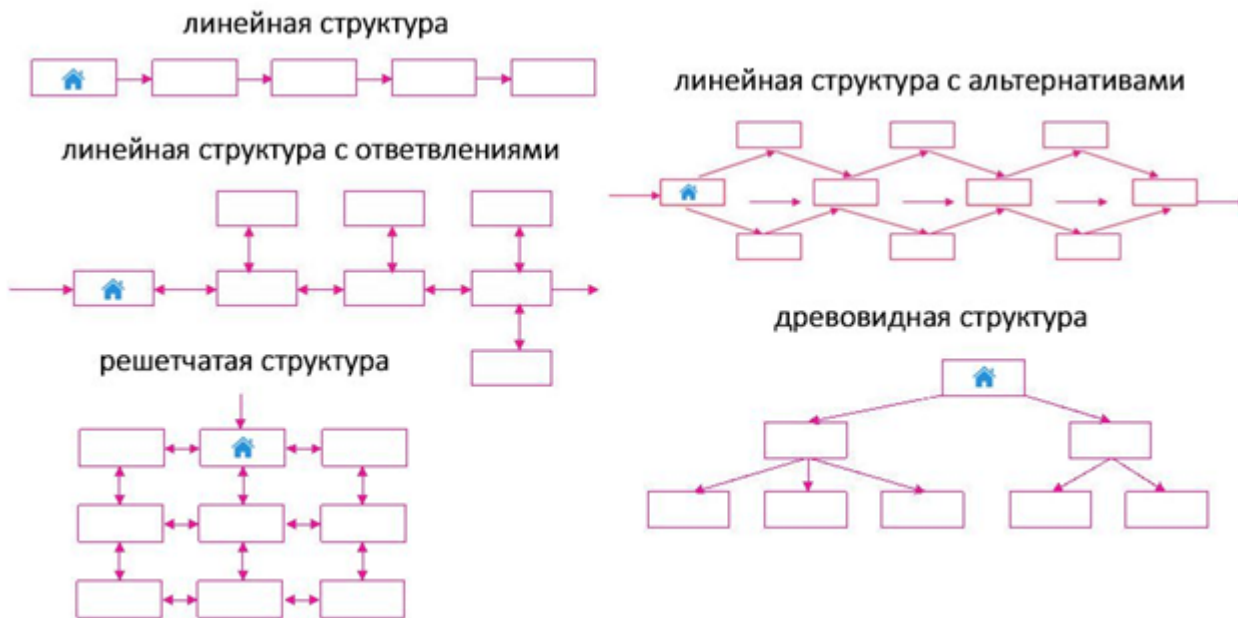 линейная структура
линейная структура с ответвлениями
решетчатая структура
линейная структура с альтернативами
древовидная структура